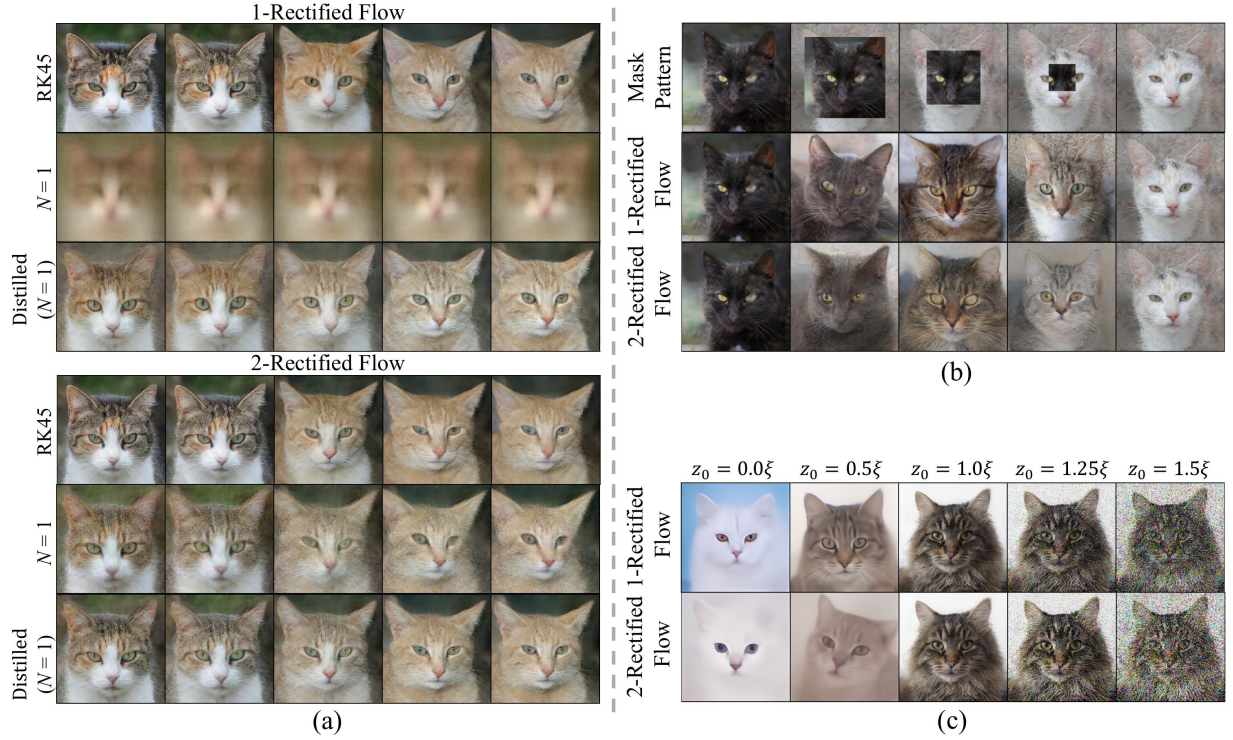 1-Rectified Flow
RK45
N = 1
Distilled
(N = 1)
2-Rectified Flow
RK45
N = 1
Distilled
(N = 1)
(a)
Mask
Pattern
1-Rectified
Flow
2-Rectified
Flow
(b)
z₀ = 0.0ξ z₀ = 0.5ξ z₀ = 1.0ξ z₀ = 1.25ξ z₀ = 1.5ξ
1-Rectified
Flow
2-Rectified
Flow
(c)